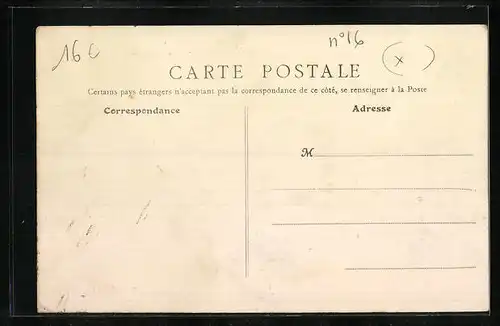 16 c
n°16
(x)
CARTE POSTALE
Certains pays étrangers n'acceptant pas la correspondance de ce côté, se renseigner à la Poste
Correspondance
Adresse
M